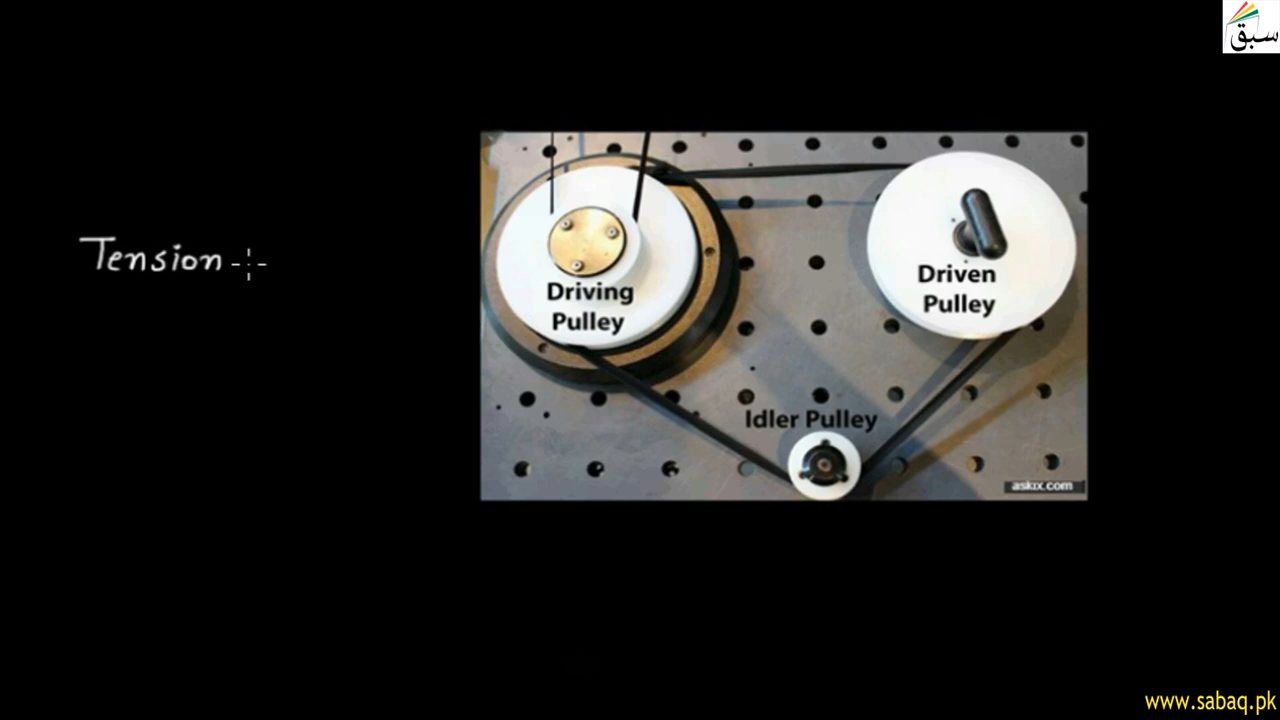 سبق
Tension
Driving
Pulley
Driven
Pulley
Idler Pulley
askix.com
www.sabaq.pk